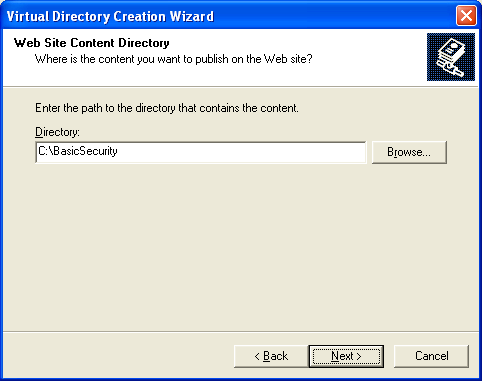 Virtual Directory Creation Wizard
Web Site Content Directory
Where is the content you want to publish on the Web site?
Enter the path to the directory that contains the content.
Directory:
C:\BasicSecurity
Browse...
< Back
Next >
Cancel